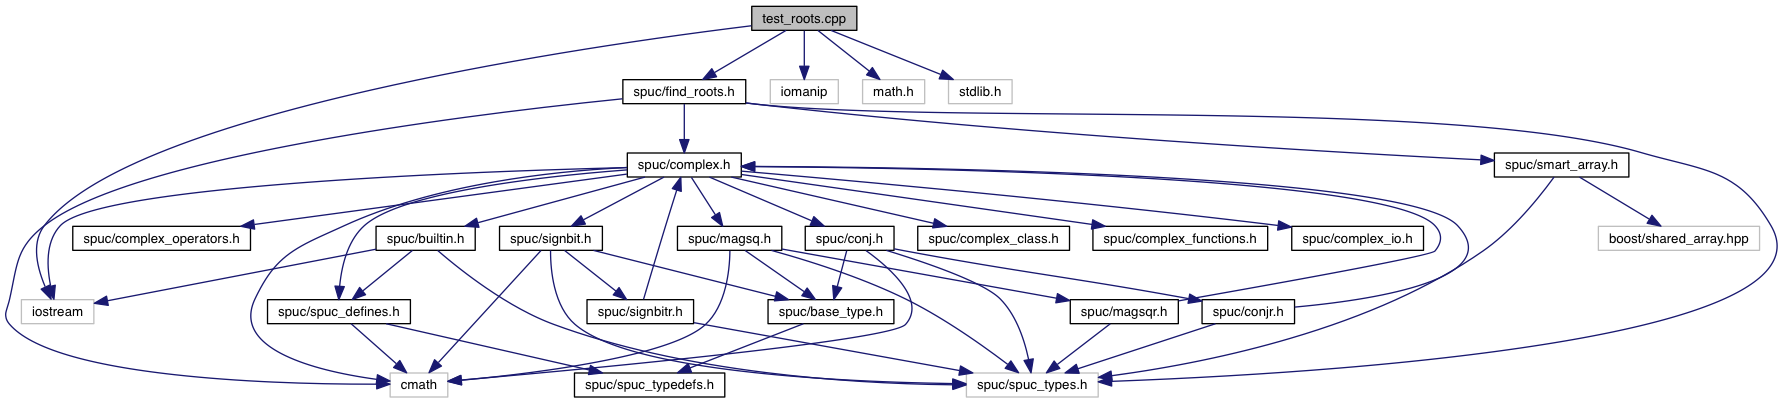 test_roots.cpp
spuc/find_roots.h
iomanip
math.h
stdlib.h
spuc/complex.h
spuc/smart_array.h
spuc/complex_operators.h
spuc/builtin.h
spuc/signbit.h
spuc/magsq.h
spuc/conj.h
spuc/complex_class.h
spuc/complex_functions.h
spuc/complex_io.h
boost/shared_array.hpp
iostream
spuc/spuc_defines.h
spuc/signbitr.h
spuc/base_type.h
spuc/magsqr.h
spuc/conjr.h
cmath
spuc/spuc_typedefs.h
spuc/spuc_types.h